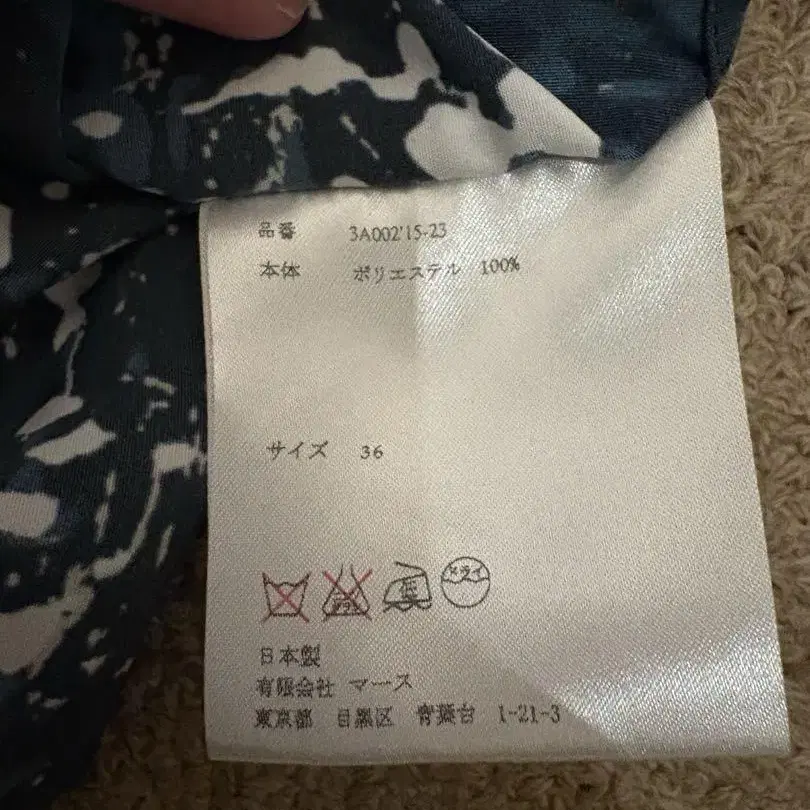 品番 3A002'15-23
本体 ポリエステル 100%
サイズ 36
低 ドライ
日本製
有限会社 マース
東京都 目黒区 青葉台 1-21-3